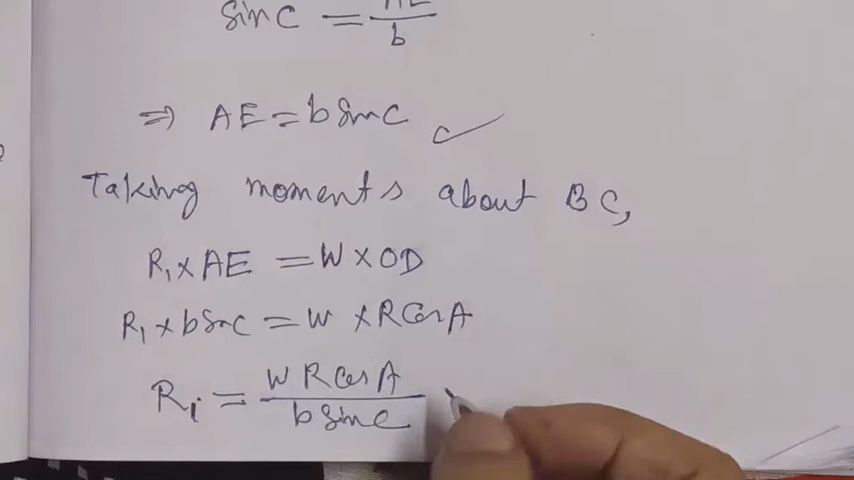 sin C = AE/b
⇒ AE = b sin C ✓
Taking moments about BC,
R₁ × AE = W × OD
R₁ × b sin C = W × R cos A
R₁ = W R cos A / b sin C